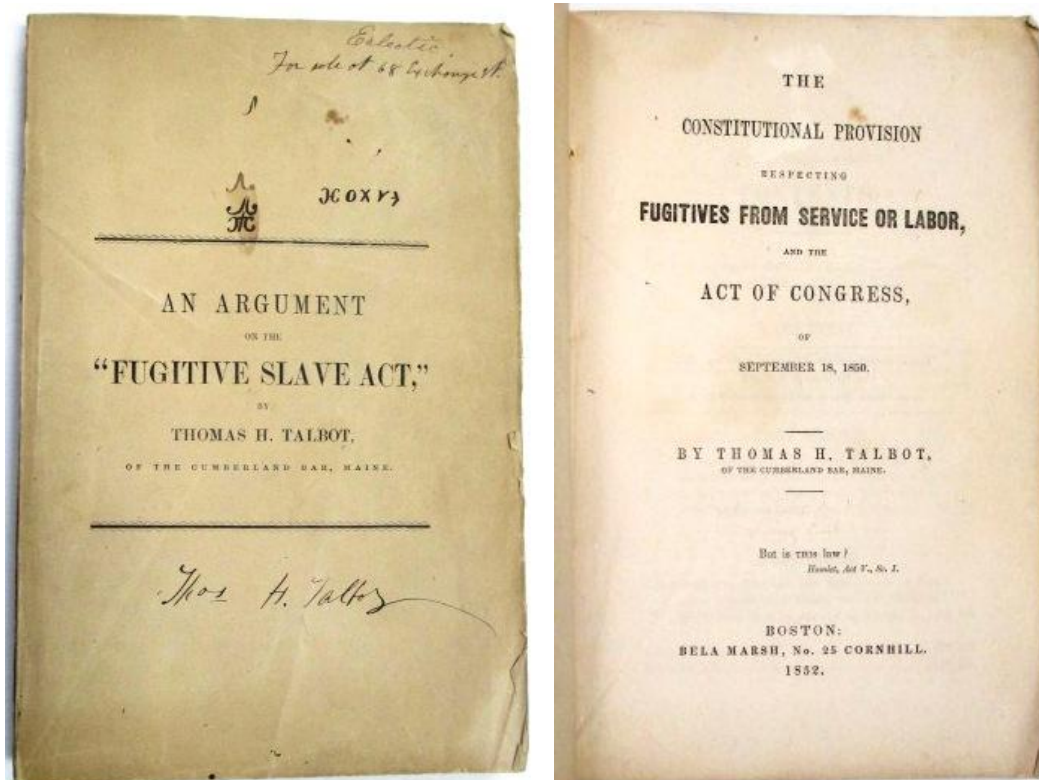 Eclectic.
For sale at 68 Exchange St.
AN ARGUMENT
ON THE
“FUGITIVE SLAVE ACT,”
BY
THOMAS H. TALBOT,
OF THE CUMBERLAND BAR, MAINE.
Thos H. Talbot
THE
CONSTITUTIONAL PROVISION
RESPECTING
FUGITIVES FROM SERVICE OR LABOR,
AND THE
ACT OF CONGRESS,
OF
SEPTEMBER 18, 1850.
BY THOMAS H. TALBOT,
OF THE CUMBERLAND BAR, MAINE.
But is THIS law?
Hamlet, Act V., Sc. I.
BOSTON:
BELA MARSH, No. 25 CORNHILL.
1852.